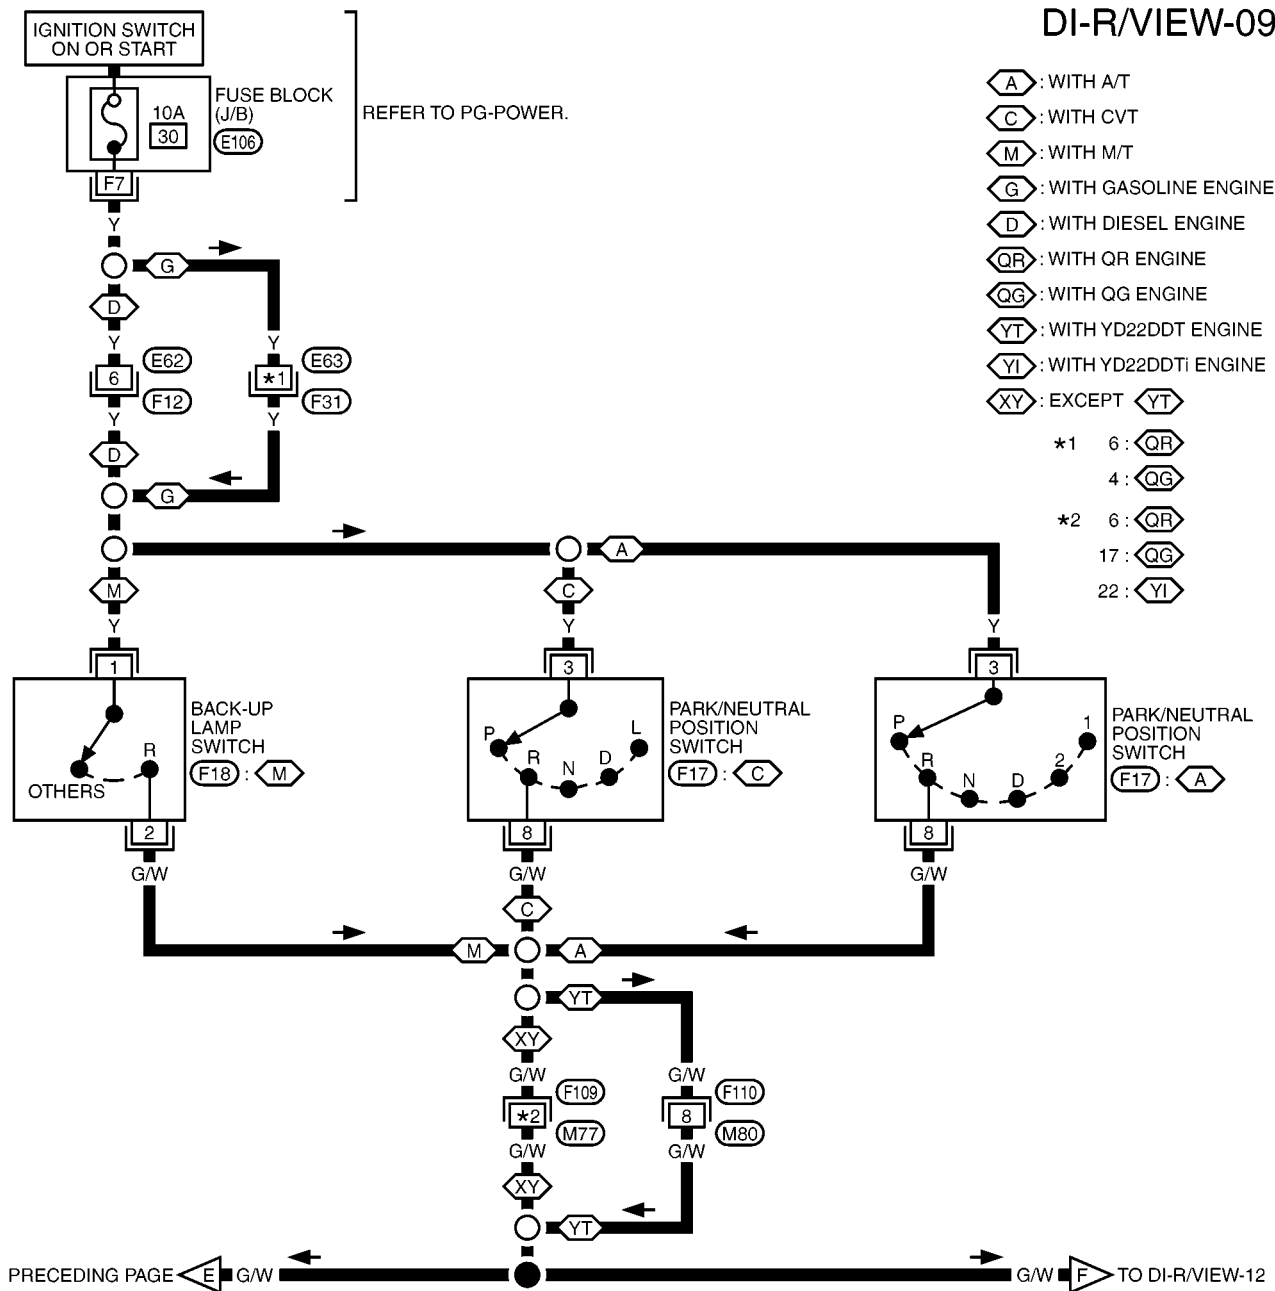 DI-R/VIEW-09
IGNITION SWITCH
ON OR START
FUSE BLOCK
(J/B)
E106
10A
30
F7
REFER TO PG-POWER.
A : WITH A/T
C : WITH CVT
M : WITH M/T
G : WITH GASOLINE ENGINE
D : WITH DIESEL ENGINE
QR : WITH QR ENGINE
QG : WITH QG ENGINE
YT : WITH YD22DDT ENGINE
YI : WITH YD22DDTi ENGINE
XY : EXCEPT YT
*1 6 : QR
4 : QG
*2 6 : QR
17 : QG
22 : YI
Y
G
D
Y Y
E62 E63
6 *1
F12 F31
Y Y
D
G
A
M C
Y Y Y
1 3 3
BACK-UP
LAMP
SWITCH
F18 : M
OTHERS
R
PARK/NEUTRAL
POSITION
SWITCH
F17 : C
P
R
N
D
L
PARK/NEUTRAL
POSITION
SWITCH
F17 : A
P
R
N
D
2
1
2 8 8
G/W G/W G/W
C
M A
YT
XY
G/W G/W
F109 F110
*2 8
M77 M80
G/W G/W
XY
YT
PRECEDING PAGE E G/W G/W F TO DI-R/VIEW-12